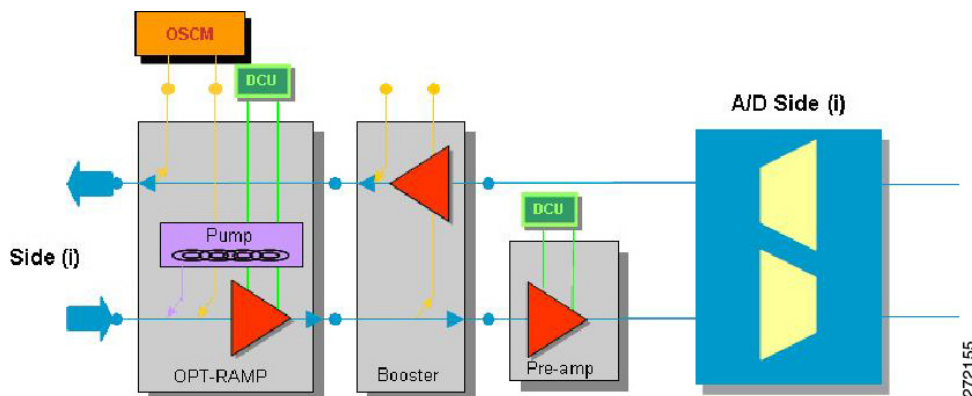 OSCM
DCU
A/D Side (i)
DCU
Pump
Side (i)
OPT-RAMP
Booster
Pre-amp
272155